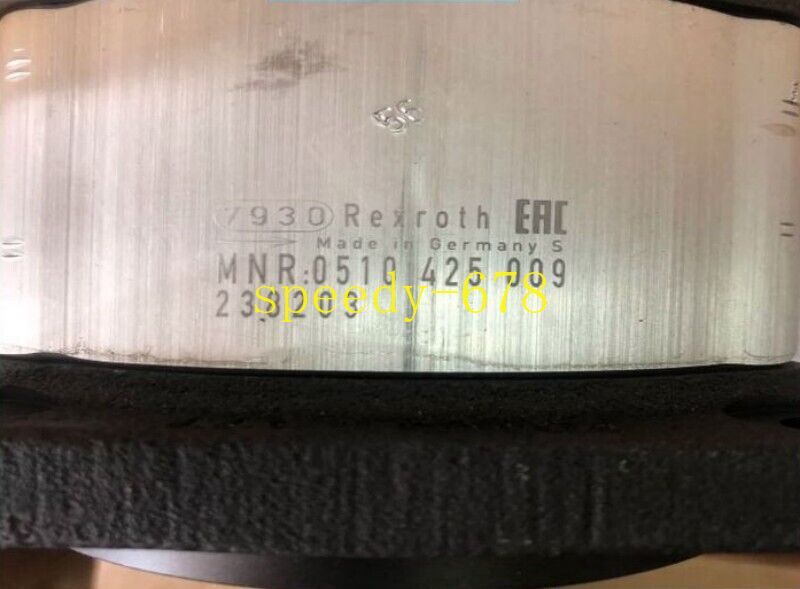 56
7930 Rexroth EAC
Made in Germany S
MNR:0510 425 009
speedy-678